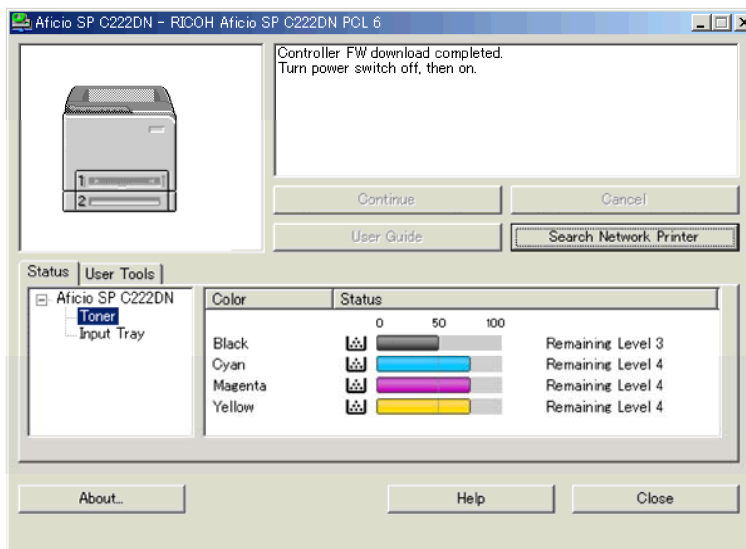 Aficio SP C222DN - RICOH Aficio SP C222DN PCL 6
Controller FW download completed.
Turn power switch off, then on.
1
2
Continue
Cancel
User Guide
Search Network Printer
Status
User Tools
Aficio SP C222DN
Toner
Input Tray
Color
Status
0 50 100
Black Remaining Level 3
Cyan Remaining Level 4
Magenta Remaining Level 4
Yellow Remaining Level 4
About...
Help
Close